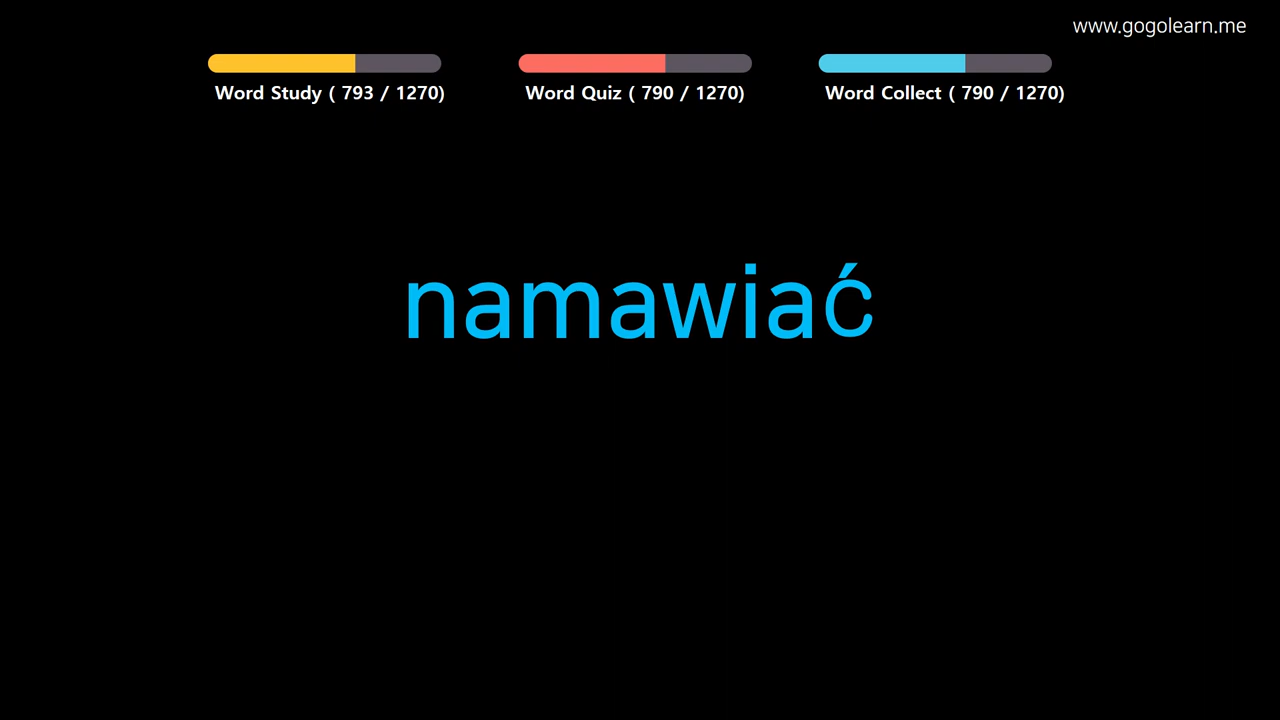 www.gogolearn.me
Word Study ( 793 / 1270)
Word Quiz ( 790 / 1270)
Word Collect ( 790 / 1270)
namawiać